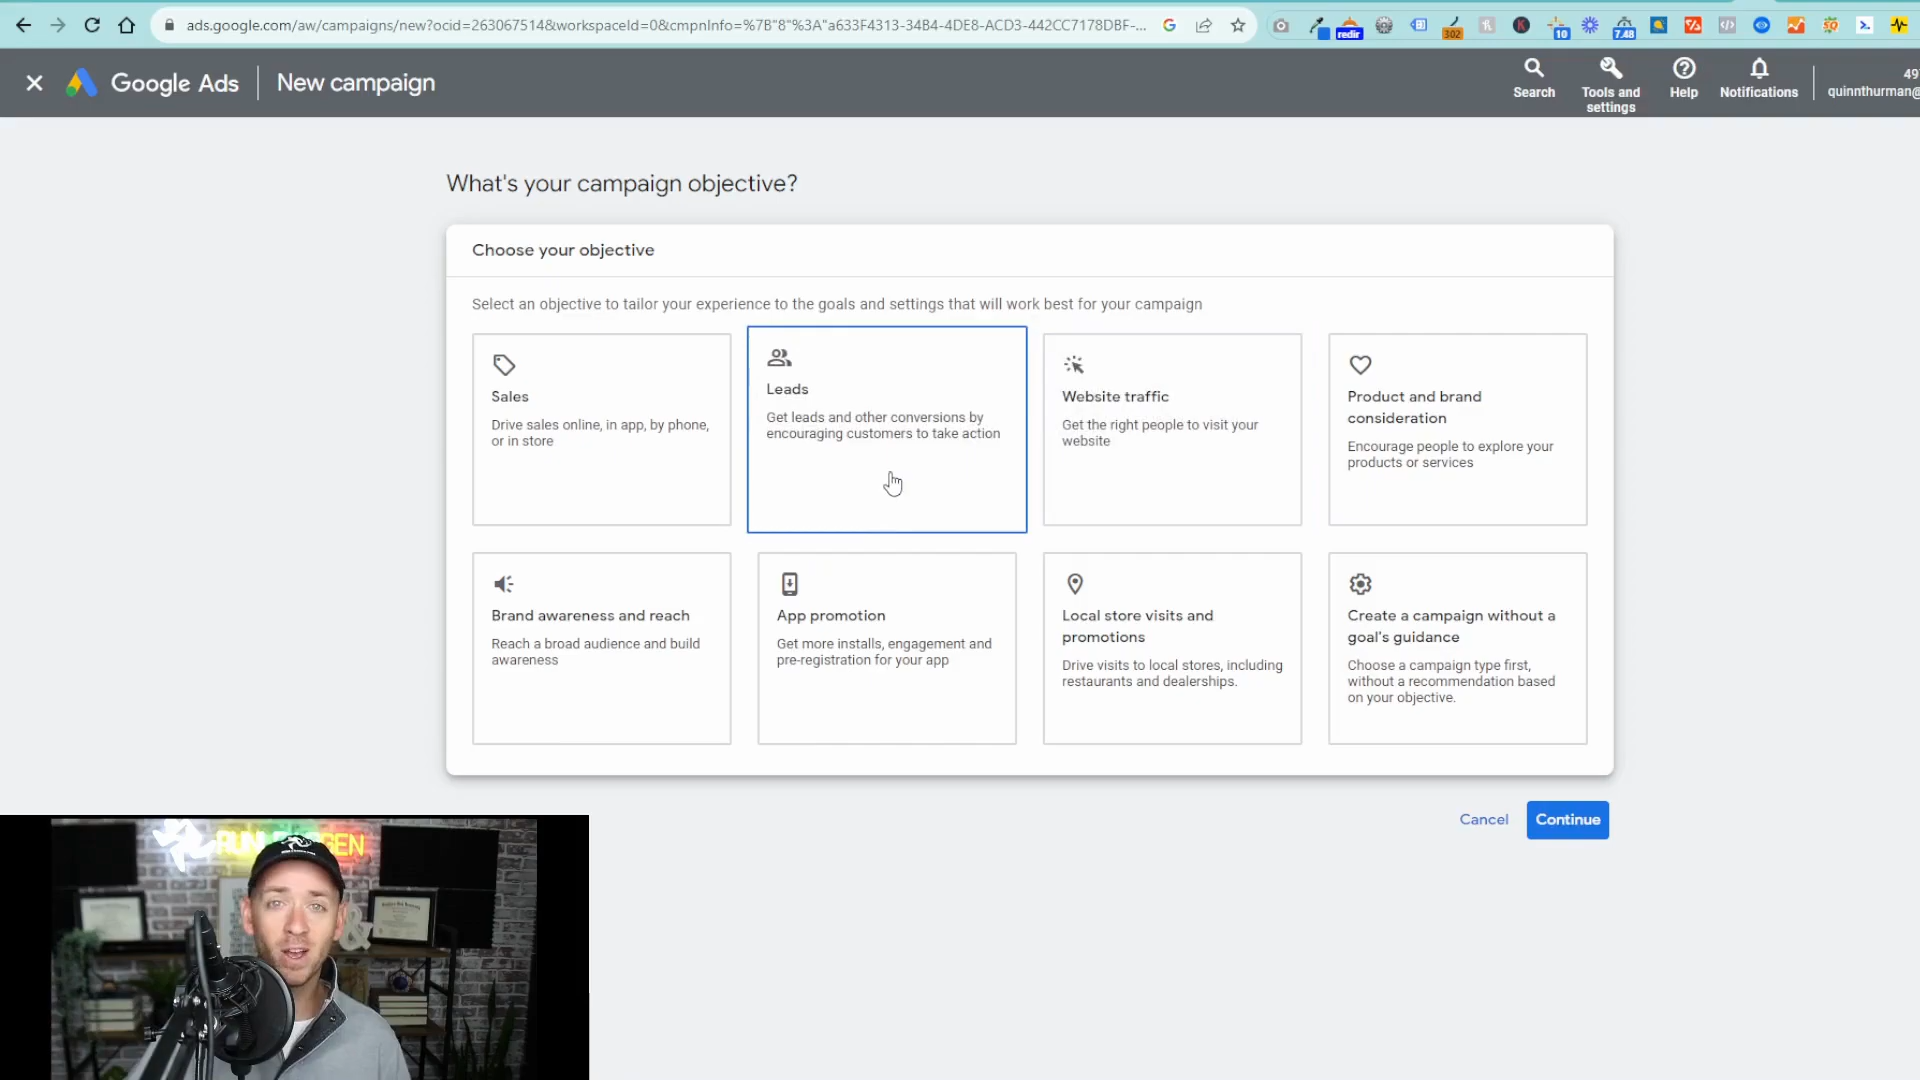 ads.google.com/aw/campaigns/new?ocid=263067514&workspaceId=0&cmpnInfo=%7B"8"%3A"a633F4313-34B4-4DE8-ACD3-442CC7178DBF-...
redir
302
10
7.48
Google Ads
New campaign
Search
Tools and
settings
Help
Notifications
49
quinnthurman@
What's your campaign objective?
Choose your objective
Select an objective to tailor your experience to the goals and settings that will work best for your campaign
Sales
Drive sales online, in app, by phone,
or in store
Leads
Get leads and other conversions by
encouraging customers to take action
Website traffic
Get the right people to visit your
website
Product and brand
consideration
Encourage people to explore your
products or services
Brand awareness and reach
Reach a broad audience and build
awareness
App promotion
Get more installs, engagement and
pre-registration for your app
Local store visits and
promotions
Drive visits to local stores, including
restaurants and dealerships.
Create a campaign without a
goal's guidance
Choose a campaign type first,
without a recommendation based
on your objective.
Cancel
Continue